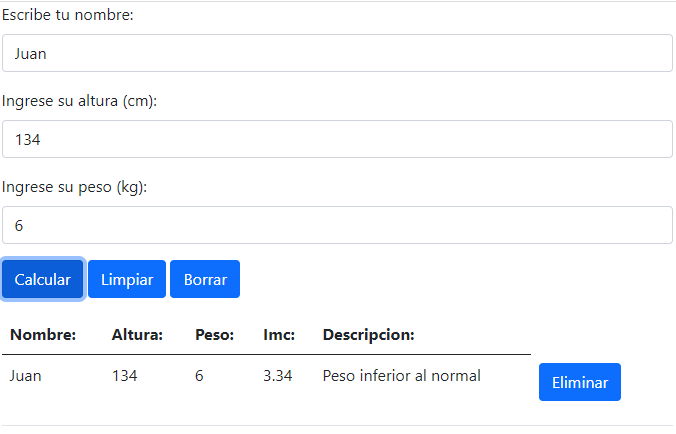 Escribe tu nombre:
Juan
Ingrese su altura (cm):
134
Ingrese su peso (kg):
6
Calcular Limpiar Borrar
Nombre: Altura: Peso: Imc: Descripcion:
Juan 134 6 3.34 Peso inferior al normal Eliminar